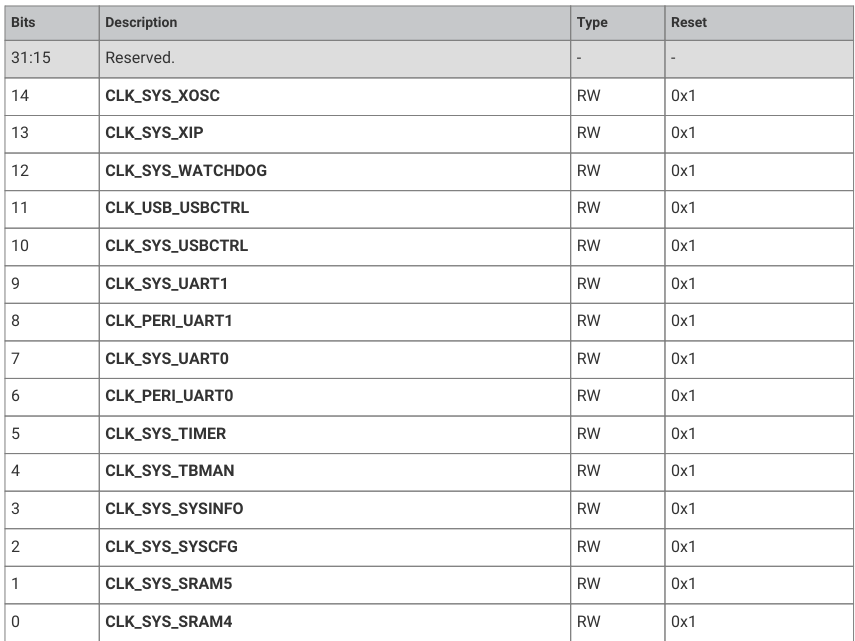 Bits Description Type Reset
31:15 Reserved. - -
14 CLK_SYS_XOSC RW 0x1
13 CLK_SYS_XIP RW 0x1
12 CLK_SYS_WATCHDOG RW 0x1
11 CLK_USB_USBCTRL RW 0x1
10 CLK_SYS_USBCTRL RW 0x1
9 CLK_SYS_UART1 RW 0x1
8 CLK_PERI_UART1 RW 0x1
7 CLK_SYS_UART0 RW 0x1
6 CLK_PERI_UART0 RW 0x1
5 CLK_SYS_TIMER RW 0x1
4 CLK_SYS_TBMAN RW 0x1
3 CLK_SYS_SYSINFO RW 0x1
2 CLK_SYS_SYSCFG RW 0x1
1 CLK_SYS_SRAM5 RW 0x1
0 CLK_SYS_SRAM4 RW 0x1